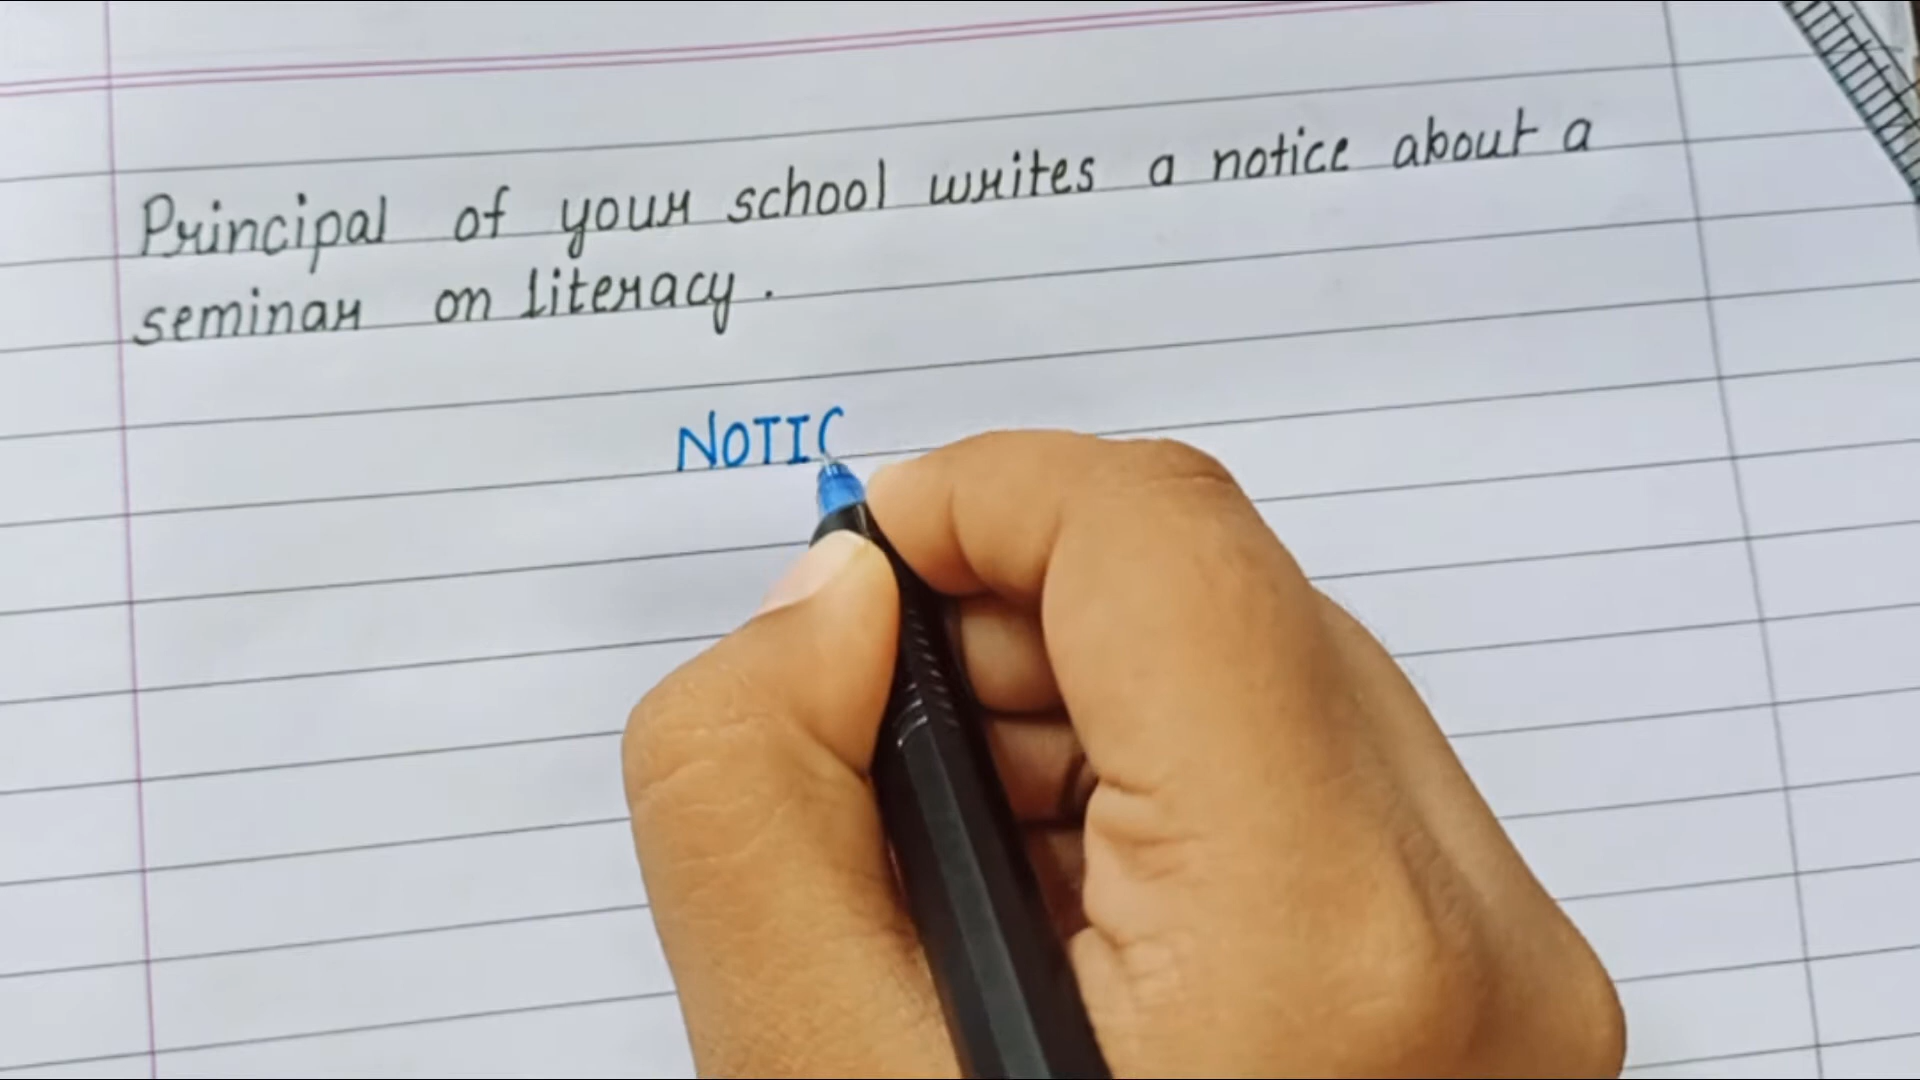 Principal of your school writes a notice about a
seminar on literacy.
NOTIC